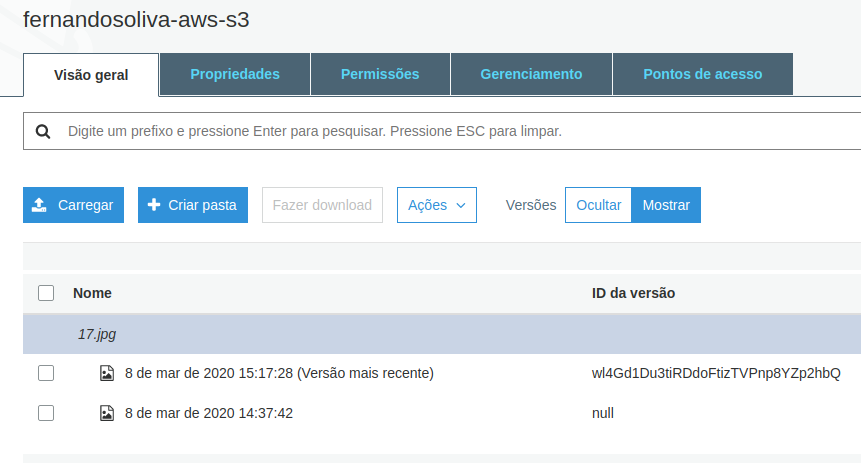 fernandosoliva-aws-s3
Visão geral Propriedades Permissões Gerenciamento Pontos de acesso
Digite um prefixo e pressione Enter para pesquisar. Pressione ESC para limpar.
Carregar Criar pasta Fazer download Ações Versões Ocultar Mostrar
Nome ID da versão
17.jpg
8 de mar de 2020 15:17:28 (Versão mais recente) wl4Gd1Du3tiRDdoFtizTVPnp8YZp2hbQ
8 de mar de 2020 14:37:42 null